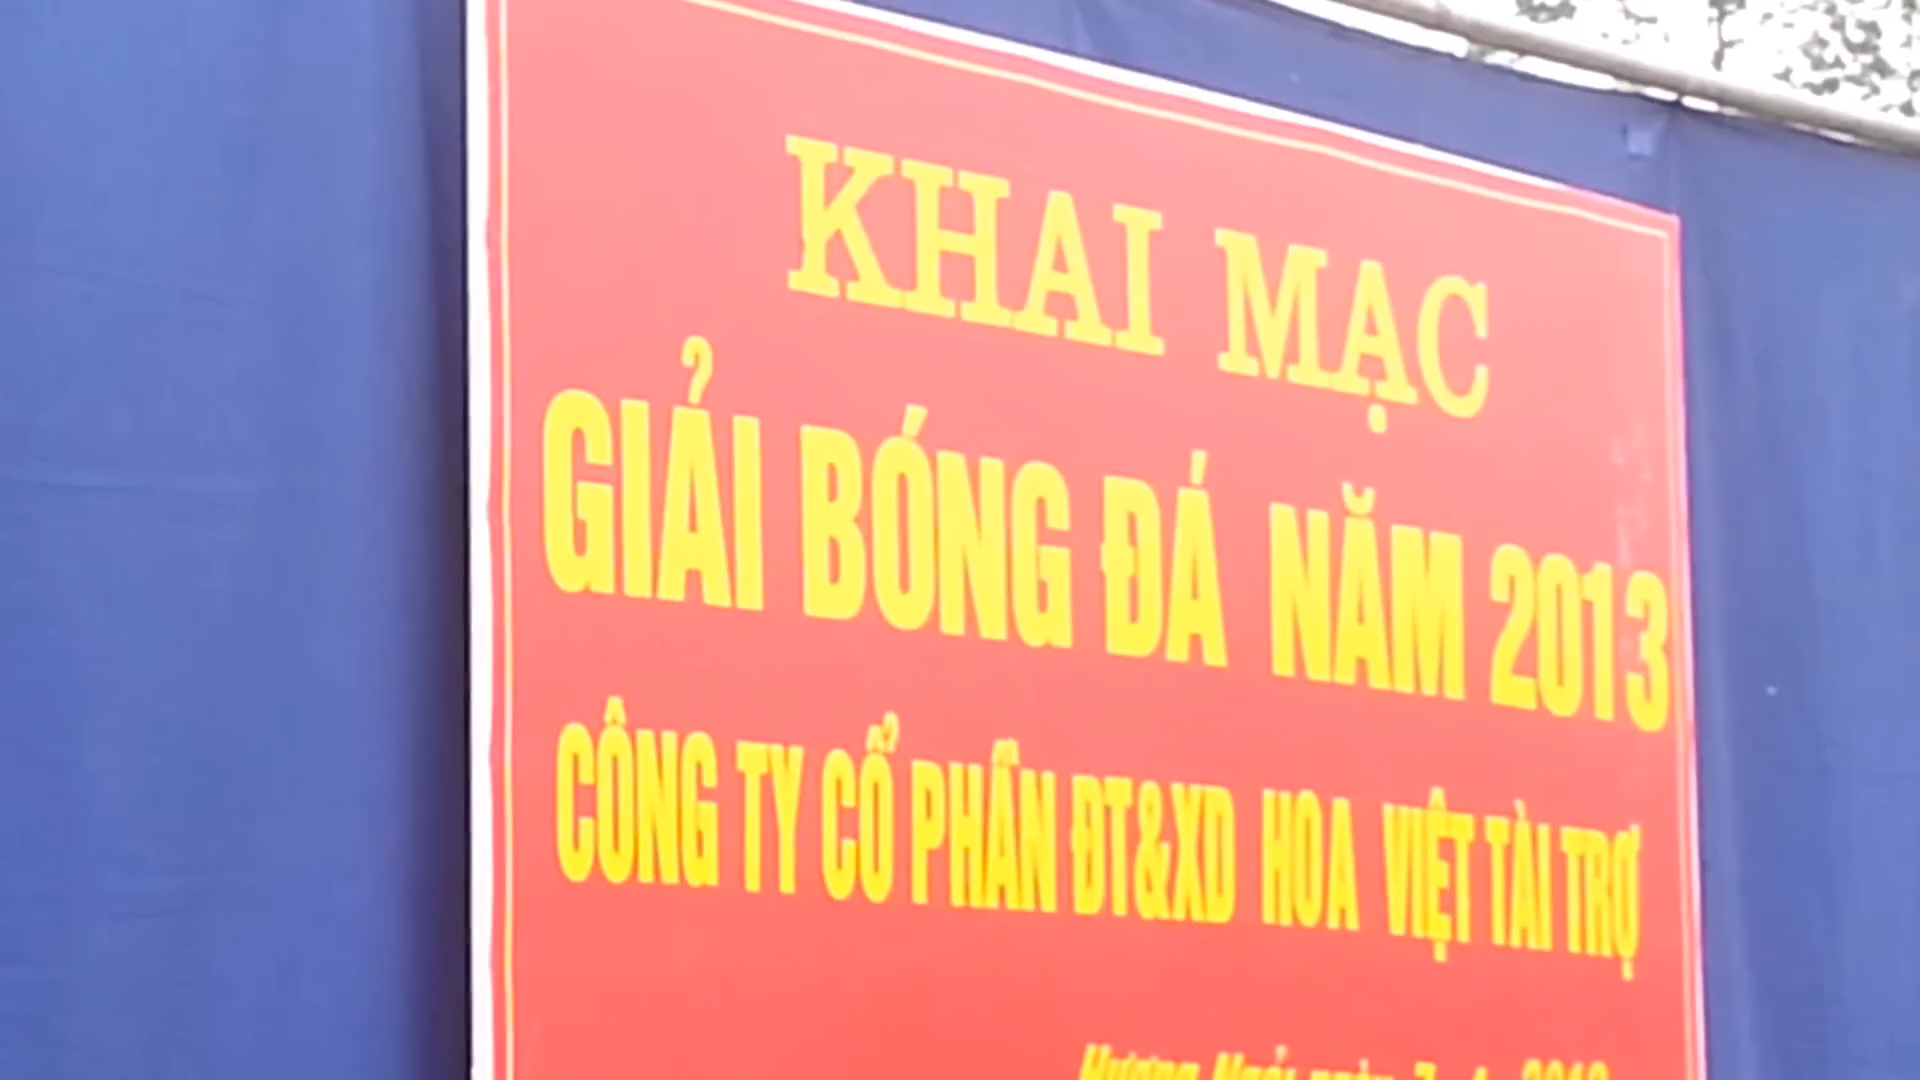 KHAI MẠC
GIẢI BÓNG ĐÁ NĂM 2013
CÔNG TY CỔ PHẦN ĐT&XD HOA VIỆT TÀI TRỢ